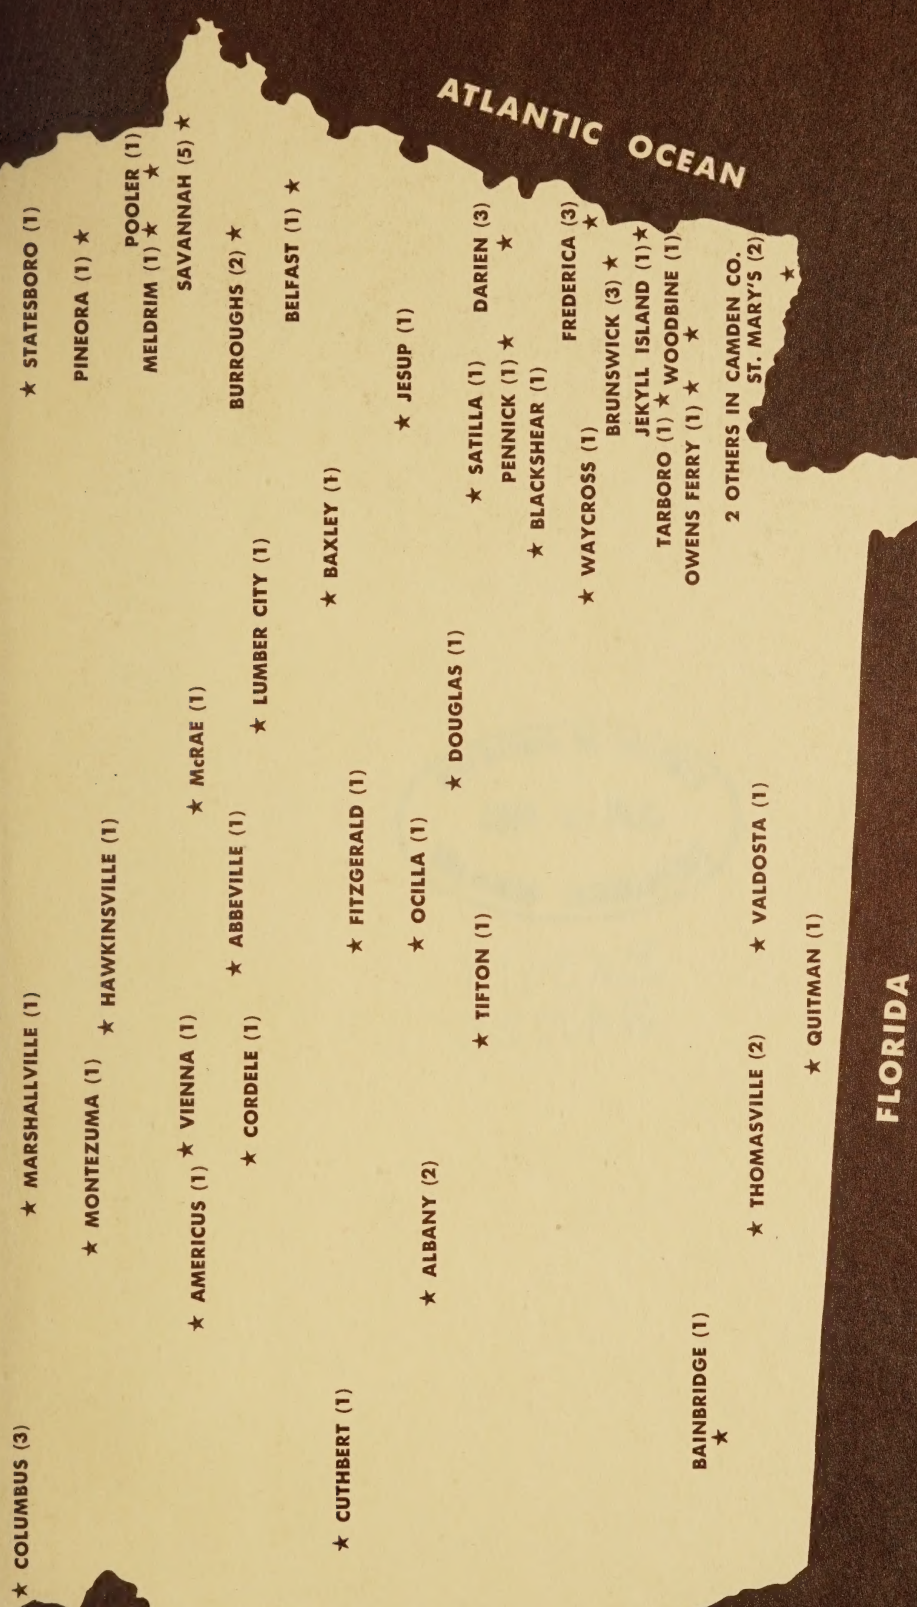 ATLANTIC OCEAN
STATESBORO (1)
PINEORA (1)
POOLER (1)
MELDRIM (1)
SAVANNAH (5)
BURROUGHS (2)
BELFAST (1)
JESUP (1)
DARIEN (3)
SATILLA (1)
PENNICK (1)
BLACKSHEAR (1)
FREDERICA (3)
WAYCROSS (1)
BRUNSWICK (3)
JEKYLL ISLAND (1)
TARBORO (1)
WOODBINE (1)
OWENS FERRY (1)
2 OTHERS IN CAMDEN CO.
ST. MARY'S (2)
BAXLEY (1)
LUMBER CITY (1)
McRAE (1)
DOUGLAS (1)
HAWKINSVILLE (1)
ABBEVILLE (1)
FITZGERALD (1)
OCILLA (1)
TIFTON (1)
VALDOSTA (1)
QUITMAN (1)
MARSHALLVILLE (1)
MONTEZUMA (1)
VIENNA (1)
AMERICUS (1)
CORDELE (1)
ALBANY (2)
THOMASVILLE (2)
COLUMBUS (3)
CUTHBERT (1)
BAINBRIDGE (1)
FLORIDA